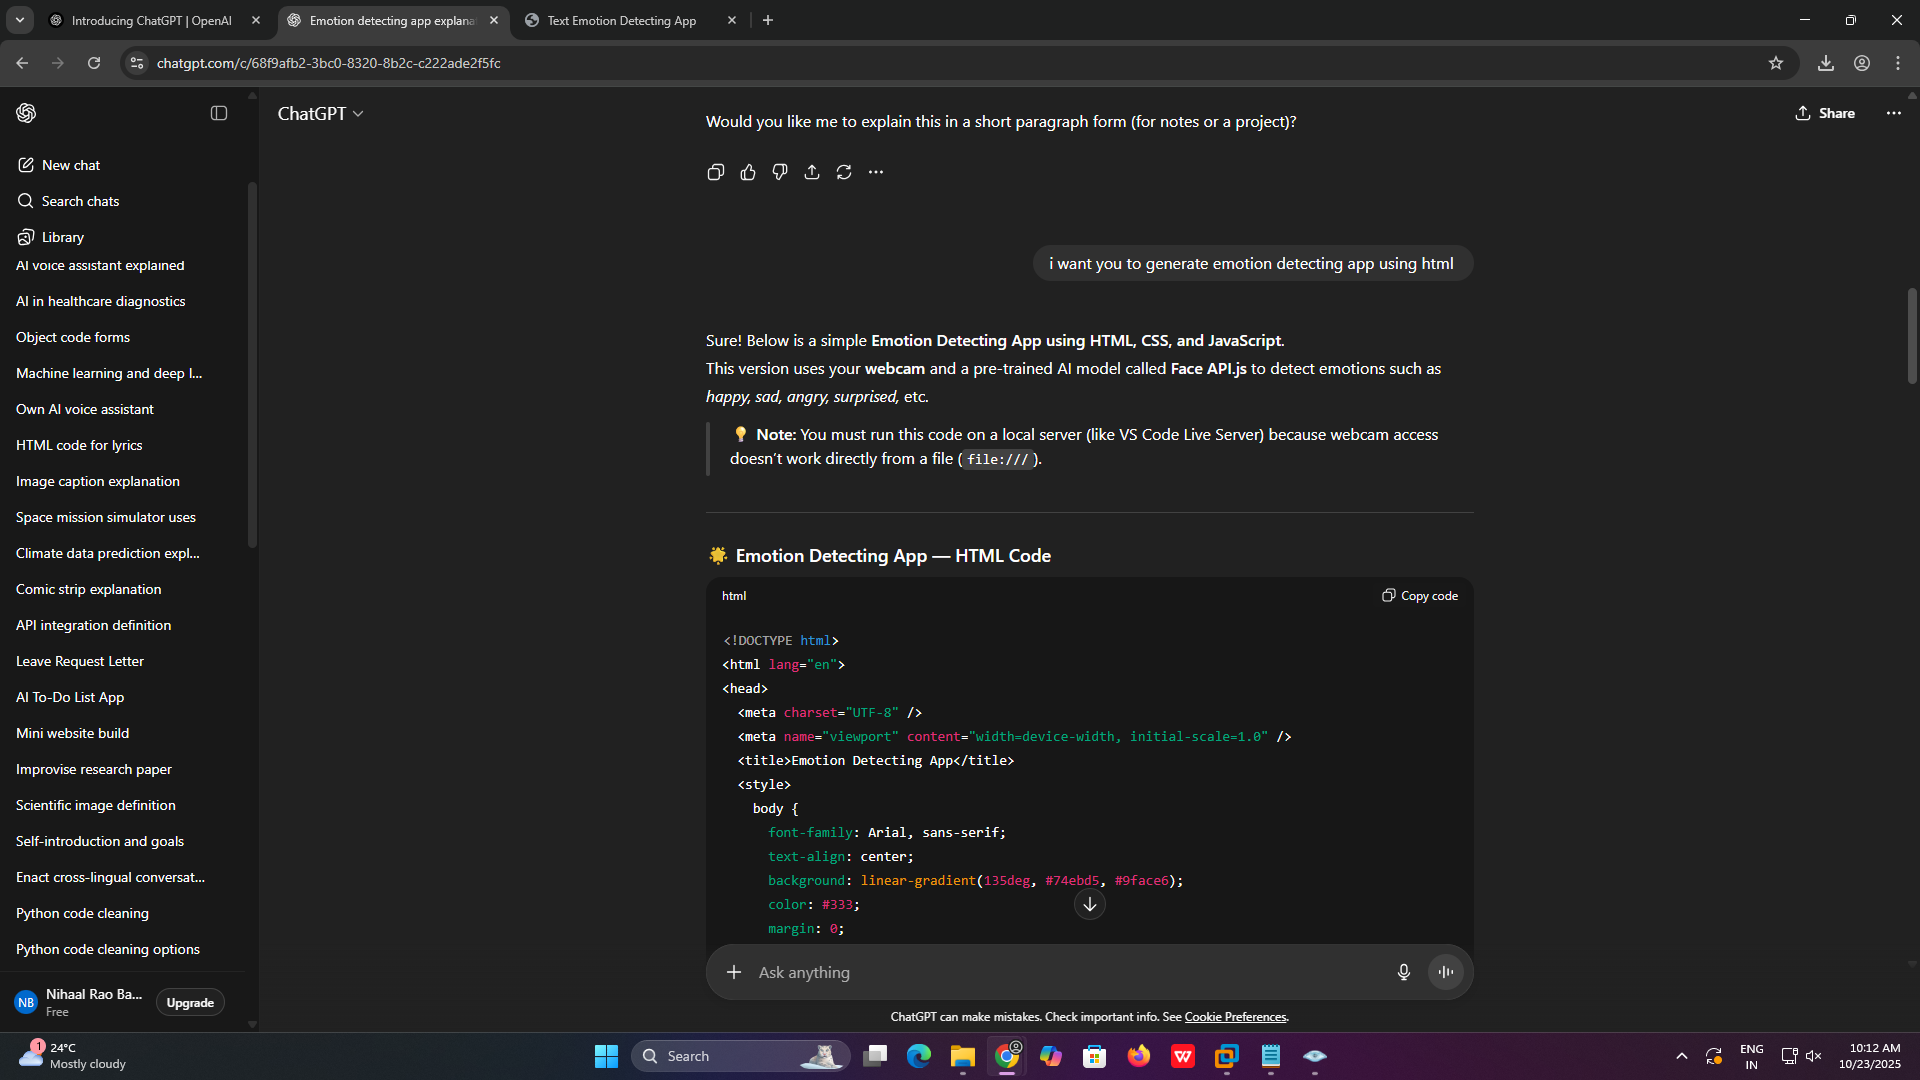 Introducing ChatGPT | OpenAI
Emotion detecting app explana
Text Emotion Detecting App
chatgpt.com/c/68f9afb2-3bc0-8320-8b2c-c222ade2f5fc
ChatGPT
Share
New chat
Search chats
Library
AI voice assistant explained
AI in healthcare diagnostics
Object code forms
Machine learning and deep l...
Own AI voice assistant
HTML code for lyrics
Image caption explanation
Space mission simulator uses
Climate data prediction expl...
Comic strip explanation
API integration definition
Leave Request Letter
AI To-Do List App
Mini website build
Improvise research paper
Scientific image definition
Self-introduction and goals
Enact cross-lingual conversat...
Python code cleaning
Python code cleaning options
NB
Nihaal Rao Ba...
Free
Upgrade
Would you like me to explain this in a short paragraph form (for notes or a project)?
i want you to generate emotion detecting app using html
Sure! Below is a simple Emotion Detecting App using HTML, CSS, and JavaScript.
This version uses your webcam and a pre-trained AI model called Face API.js to detect emotions such as
happy, sad, angry, surprised, etc.
💡 Note: You must run this code on a local server (like VS Code Live Server) because webcam access
doesn’t work directly from a file (file:///).
🌟 Emotion Detecting App — HTML Code
html
Copy code
<!DOCTYPE html>
<html lang="en">
<head>
<meta charset="UTF-8" />
<meta name="viewport" content="width=device-width, initial-scale=1.0" />
<title>Emotion Detecting App</title>
<style>
body {
font-family: Arial, sans-serif;
text-align: center;
background: linear-gradient(135deg, #74ebd5, #9face6);
color: #333;
margin: 0;
Ask anything
ChatGPT can make mistakes. Check important info. See Cookie Preferences.
1
24°C
Mostly cloudy
Search
W
ENG
IN
10:12 AM
10/23/2025